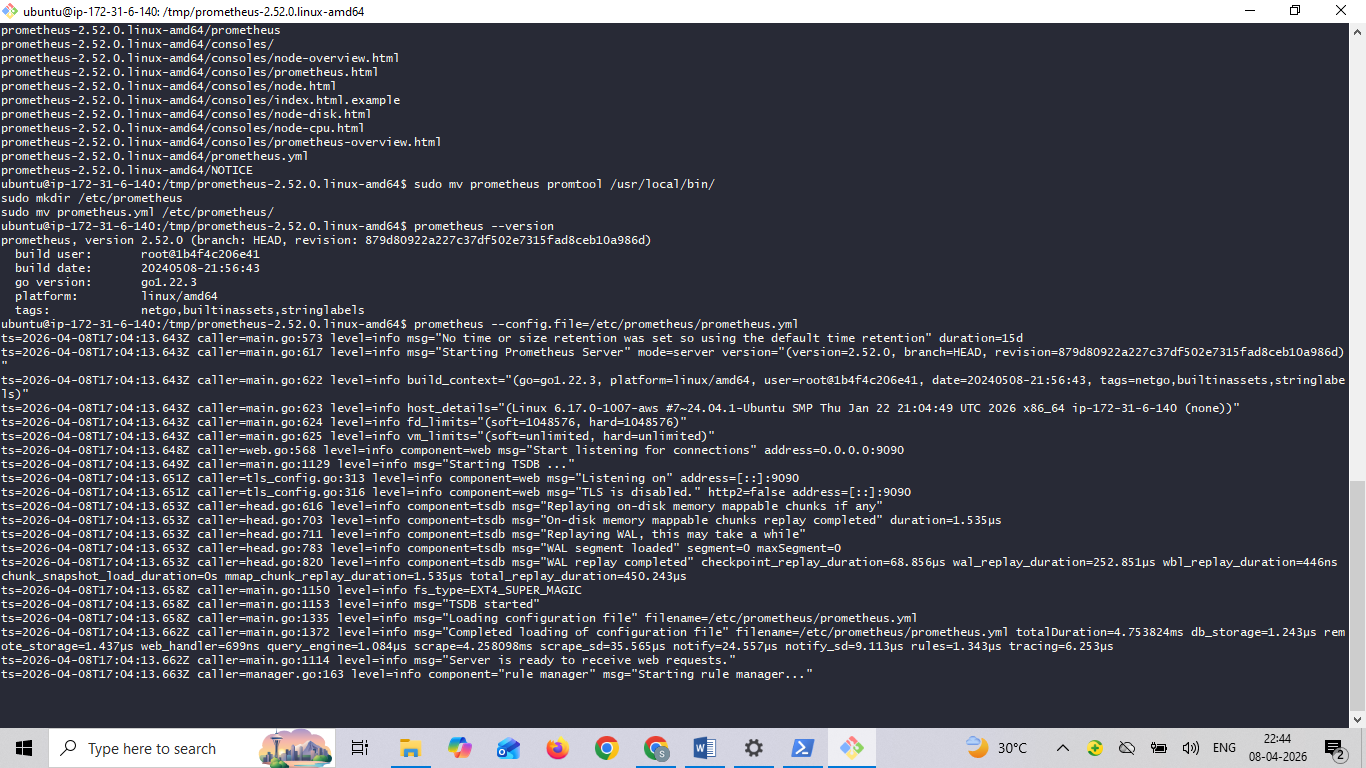 ubuntu@ip-172-31-6-140: /tmp/prometheus-2.52.0.linux-amd64
prometheus-2.52.0.linux-amd64/prometheus
prometheus-2.52.0.linux-amd64/consoles/
prometheus-2.52.0.linux-amd64/consoles/node-overview.html
prometheus-2.52.0.linux-amd64/consoles/prometheus.html
prometheus-2.52.0.linux-amd64/consoles/node.html
prometheus-2.52.0.linux-amd64/consoles/index.html.example
prometheus-2.52.0.linux-amd64/consoles/node-disk.html
prometheus-2.52.0.linux-amd64/consoles/node-cpu.html
prometheus-2.52.0.linux-amd64/consoles/prometheus-overview.html
prometheus-2.52.0.linux-amd64/prometheus.yml
prometheus-2.52.0.linux-amd64/NOTICE
ubuntu@ip-172-31-6-140:/tmp/prometheus-2.52.0.linux-amd64$ sudo mv prometheus promtool /usr/local/bin/
sudo mkdir /etc/prometheus
sudo mv prometheus.yml /etc/prometheus/
ubuntu@ip-172-31-6-140:/tmp/prometheus-2.52.0.linux-amd64$ prometheus --version
prometheus, version 2.52.0 (branch: HEAD, revision: 879d80922a227c37df502e7315fad8ceb10a986d)
  build user:       root@1b4f4c206e41
  build date:       20240508-21:56:43
  go version:       go1.22.3
  platform:         linux/amd64
  tags:             netgo,builtinassets,stringlabels
ubuntu@ip-172-31-6-140:/tmp/prometheus-2.52.0.linux-amd64$ prometheus --config.file=/etc/prometheus/prometheus.yml
ts=2026-04-08T17:04:13.643Z caller=main.go:573 level=info msg="No time or size retention was set so using the default time retention" duration=15d
ts=2026-04-08T17:04:13.643Z caller=main.go:617 level=info msg="Starting Prometheus Server" mode=server version="(version=2.52.0, branch=HEAD, revision=879d80922a227c37df502e7315fad8ceb10a986d)
"
ts=2026-04-08T17:04:13.643Z caller=main.go:622 level=info build_context="(go=go1.22.3, platform=linux/amd64, user=root@1b4f4c206e41, date=20240508-21:56:43, tags=netgo,builtinassets,stringlabe
ls)"
ts=2026-04-08T17:04:13.643Z caller=main.go:623 level=info host_details="(Linux 6.17.0-1007-aws #7~24.04.1-Ubuntu SMP Thu Jan 22 21:04:49 UTC 2026 x86_64 ip-172-31-6-140 (none))"
ts=2026-04-08T17:04:13.643Z caller=main.go:624 level=info fd_limits="(soft=1048576, hard=1048576)"
ts=2026-04-08T17:04:13.643Z caller=main.go:625 level=info vm_limits="(soft=unlimited, hard=unlimited)"
ts=2026-04-08T17:04:13.648Z caller=web.go:568 level=info component=web msg="Start listening for connections" address=0.0.0.0:9090
ts=2026-04-08T17:04:13.649Z caller=main.go:1129 level=info msg="Starting TSDB ..."
ts=2026-04-08T17:04:13.651Z caller=tls_config.go:313 level=info component=web msg="Listening on" address=[::]:9090
ts=2026-04-08T17:04:13.651Z caller=tls_config.go:316 level=info component=web msg="TLS is disabled." http2=false address=[::]:9090
ts=2026-04-08T17:04:13.653Z caller=head.go:616 level=info component=tsdb msg="Replaying on-disk memory mappable chunks if any"
ts=2026-04-08T17:04:13.653Z caller=head.go:703 level=info component=tsdb msg="On-disk memory mappable chunks replay completed" duration=1.535µs
ts=2026-04-08T17:04:13.653Z caller=head.go:711 level=info component=tsdb msg="Replaying WAL, this may take a while"
ts=2026-04-08T17:04:13.653Z caller=head.go:783 level=info component=tsdb msg="WAL segment loaded" segment=0 maxSegment=0
ts=2026-04-08T17:04:13.653Z caller=head.go:820 level=info component=tsdb msg="WAL replay completed" checkpoint_replay_duration=68.856µs wal_replay_duration=252.851µs wbl_replay_duration=446ns
chunk_snapshot_load_duration=0s mmap_chunk_replay_duration=1.535µs total_replay_duration=450.243µs
ts=2026-04-08T17:04:13.658Z caller=main.go:1150 level=info fs_type=EXT4_SUPER_MAGIC
ts=2026-04-08T17:04:13.658Z caller=main.go:1153 level=info msg="TSDB started"
ts=2026-04-08T17:04:13.658Z caller=main.go:1335 level=info msg="Loading configuration file" filename=/etc/prometheus/prometheus.yml
ts=2026-04-08T17:04:13.662Z caller=main.go:1372 level=info msg="Completed loading of configuration file" filename=/etc/prometheus/prometheus.yml totalDuration=4.753824ms db_storage=1.243µs rem
ote_storage=1.437µs web_handler=699ns query_engine=1.084µs scrape=4.258098ms scrape_sd=35.565µs notify=24.557µs notify_sd=9.113µs rules=1.343µs tracing=6.253µs
ts=2026-04-08T17:04:13.662Z caller=main.go:1114 level=info msg="Server is ready to receive web requests."
ts=2026-04-08T17:04:13.663Z caller=manager.go:163 level=info component="rule manager" msg="Starting rule manager..."
Type here to search
S
W
30°C
ENG
22:44
08-04-2026
2